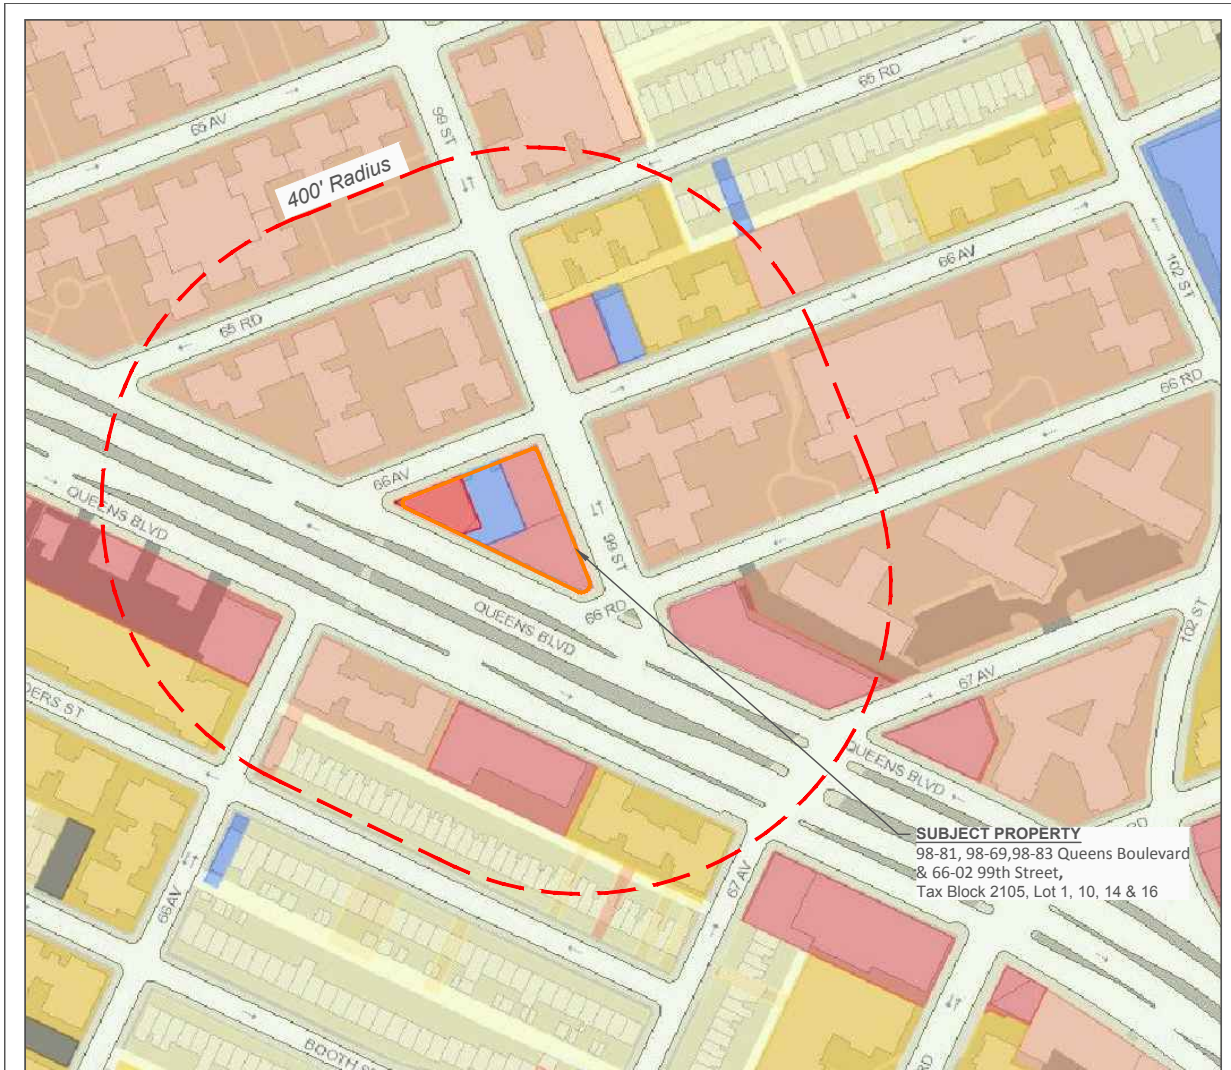 65 AV
99 ST
65 RD
400' Radius
66 AV
102 ST
65 RD
66 RD
66 AV
QUEENS BLVD
99 ST
QUEENS BLVD
66 RD
102 ST
67 AV
DERS ST
QUEENS BLVD
SUBJECT PROPERTY
98-81, 98-69,98-83 Queens Boulevard
& 66-02 99th Street,
Tax Block 2105, Lot 1, 10, 14 & 16
RD
66 AV
67 AV
BOOTH S
RD